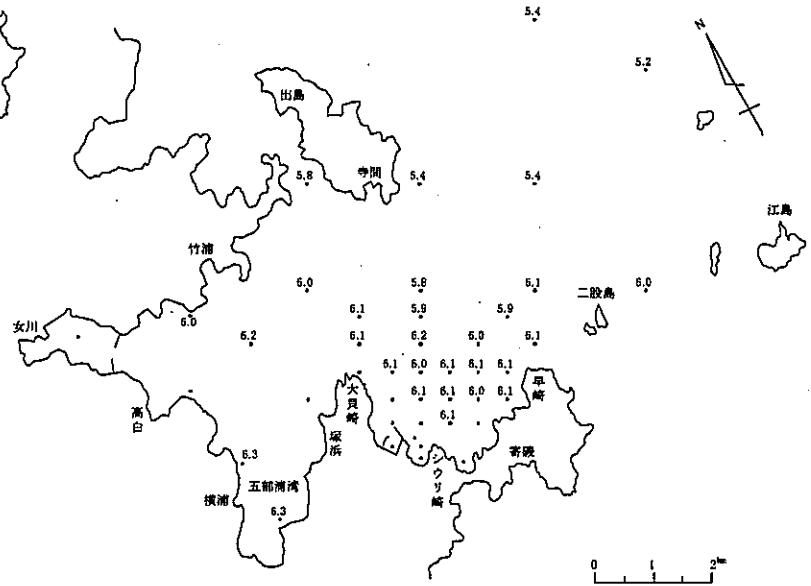 5.4
N
5.2
出島
寺間
5.8
5.4
5.4
江島
竹浦
6.0
5.8
6.1
二股島
6.0
女川
6.0
6.1
5.9
5.9
6.2
6.1
6.2
6.0
6.1
6.1
6.0
6.1
6.1
6.1
高白
大貝崎
6.1
6.1
6.0
6.1
早崎
塚浜
6.1
寄磯
6.3
シウリ崎
横浦
五部浦湾
6.3
0
1
2km